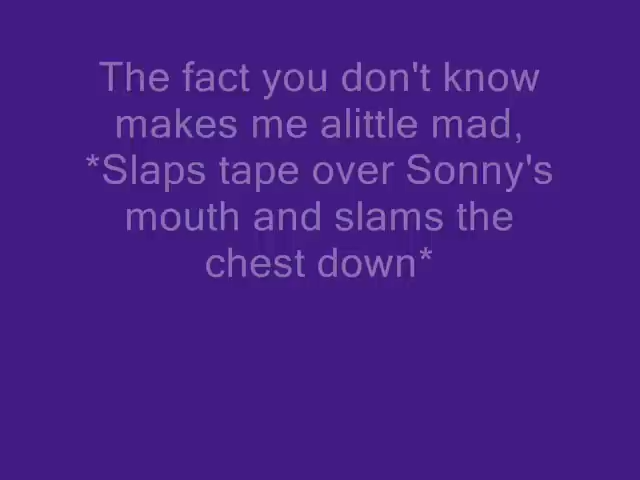 The fact you don't know
makes me alittle mad,
*Slaps tape over Sonny's
mouth and slams the
chest down*